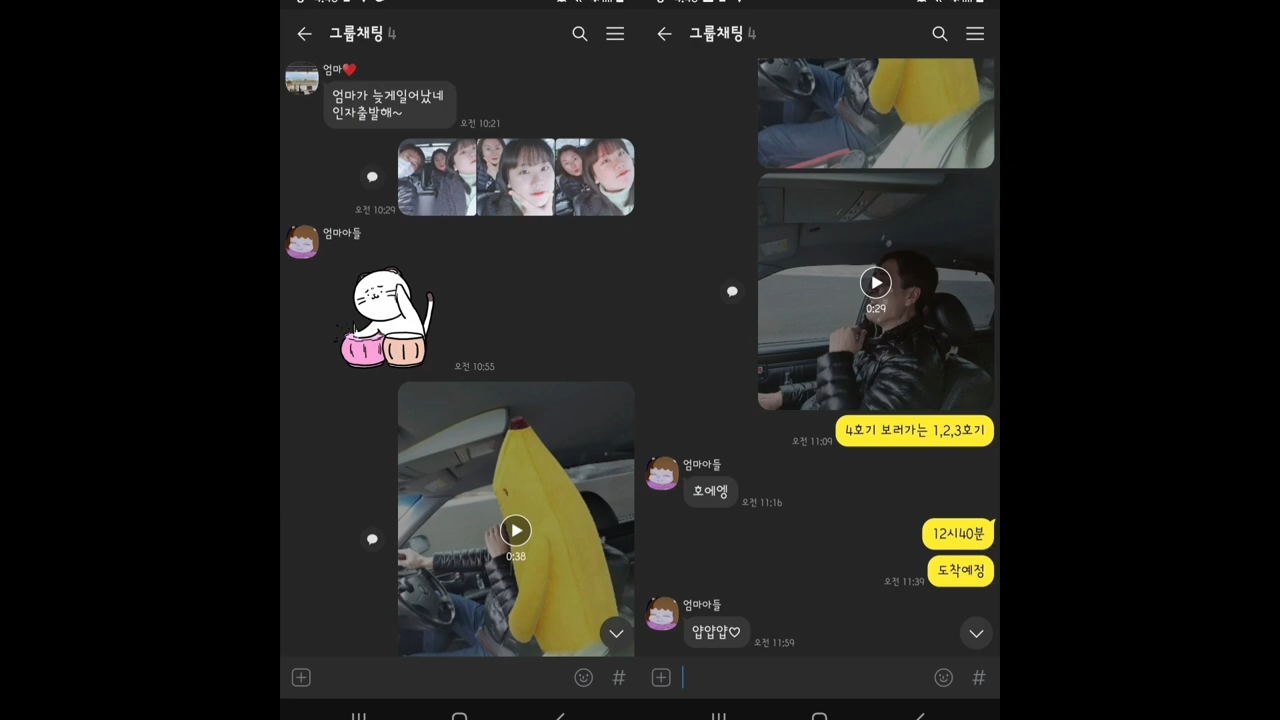 그룹채팅 4
엄마❤️
엄마가 늦게일어났네
인자출발해~
오전 10:21
오전 10:29
엄마아들
오전 10:55
0:38
#
그룹채팅 4
0:29
4호기 보러가는 1,2,3호기
오전 11:09
엄마아들
호에엥
오전 11:16
12시40분
도착예정
오전 11:39
엄마아들
얍얍얍♡
오전 11:59
#